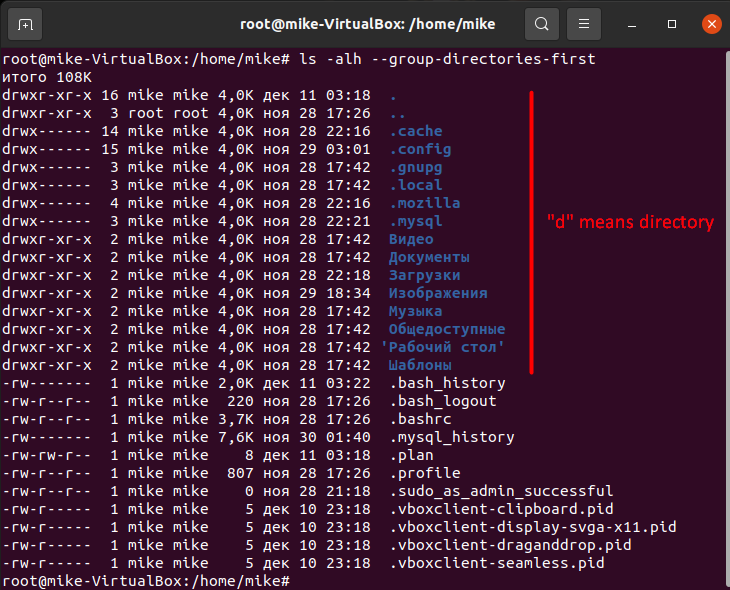 root@mike-VirtualBox: /home/mike
root@mike-VirtualBox:/home/mike# ls -alh --group-directories-first
итого 108K
drwxr-xr-x 16 mike mike 4,0K дек 11 03:18 .
drwxr-xr-x 3 root root 4,0K ноя 28 17:26 ..
drwx------ 14 mike mike 4,0K ноя 28 22:16 .cache
drwx------ 15 mike mike 4,0K ноя 29 03:01 .config
drwx------ 3 mike mike 4,0K ноя 28 17:42 .gnupg
drwx------ 3 mike mike 4,0K ноя 28 17:42 .local
drwx------ 4 mike mike 4,0K ноя 28 22:16 .mozilla
drwx------ 3 mike mike 4,0K ноя 28 22:21 .mysql
drwxr-xr-x 2 mike mike 4,0K ноя 28 17:42 Видео
drwxr-xr-x 2 mike mike 4,0K ноя 28 17:42 Документы
drwxr-xr-x 2 mike mike 4,0K ноя 28 22:18 Загрузки
drwxr-xr-x 2 mike mike 4,0K ноя 29 18:34 Изображения
drwxr-xr-x 2 mike mike 4,0K ноя 28 17:42 Музыка
drwxr-xr-x 2 mike mike 4,0K ноя 28 17:42 Общедоступные
drwxr-xr-x 2 mike mike 4,0K ноя 28 17:42 'Рабочий стол'
drwxr-xr-x 2 mike mike 4,0K ноя 28 17:42 Шаблоны
-rw------- 1 mike mike 2,0K дек 11 03:22 .bash_history
-rw-r--r-- 1 mike mike 220 ноя 28 17:26 .bash_logout
-rw-r--r-- 1 mike mike 3,7K ноя 28 17:26 .bashrc
-rw------- 1 mike mike 7,6K ноя 30 01:40 .mysql_history
-rw-rw-r-- 1 mike mike 8 дек 11 03:18 .plan
-rw-r--r-- 1 mike mike 807 ноя 28 17:26 .profile
-rw-r--r-- 1 mike mike 0 ноя 28 21:18 .sudo_as_admin_successful
-rw-r----- 1 mike mike 5 дек 10 23:18 .vboxclient-clipboard.pid
-rw-r----- 1 mike mike 5 дек 10 23:18 .vboxclient-display-svga-x11.pid
-rw-r----- 1 mike mike 5 дек 10 23:18 .vboxclient-draganddrop.pid
-rw-r----- 1 mike mike 5 дек 10 23:18 .vboxclient-seamless.pid
root@mike-VirtualBox:/home/mike#
"d" means directory